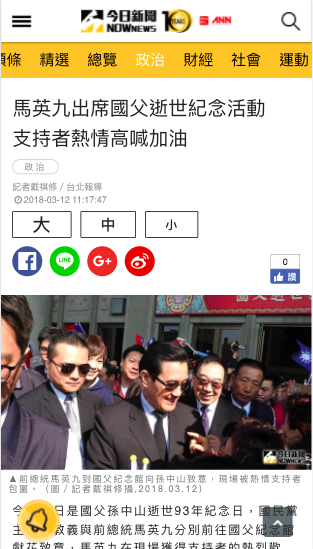 今日新聞
NOWNEWS
10
YEARS
ANN
頭條 精選 總覽 政治 財經 社會 運動
馬英九出席國父逝世紀念活動
支持者熱情高喊加油
政治
記者戴祺修 / 台北報導
2018-03-12 11:17:47
大 中 小
LINE
G+
0
讚
今日新聞
NOWNEWS
▲前總統馬英九到國父紀念館向孫中山致意，現場被熱情支持者
包圍。（圖 / 記者戴祺修攝,2018.03.12）
今 日是國父孫中山逝世93年紀念日，國民黨
主 敦義與前總統馬英九分別前往國父紀念館
獻花致意，馬英九在現場獲得支持者的熱烈歡